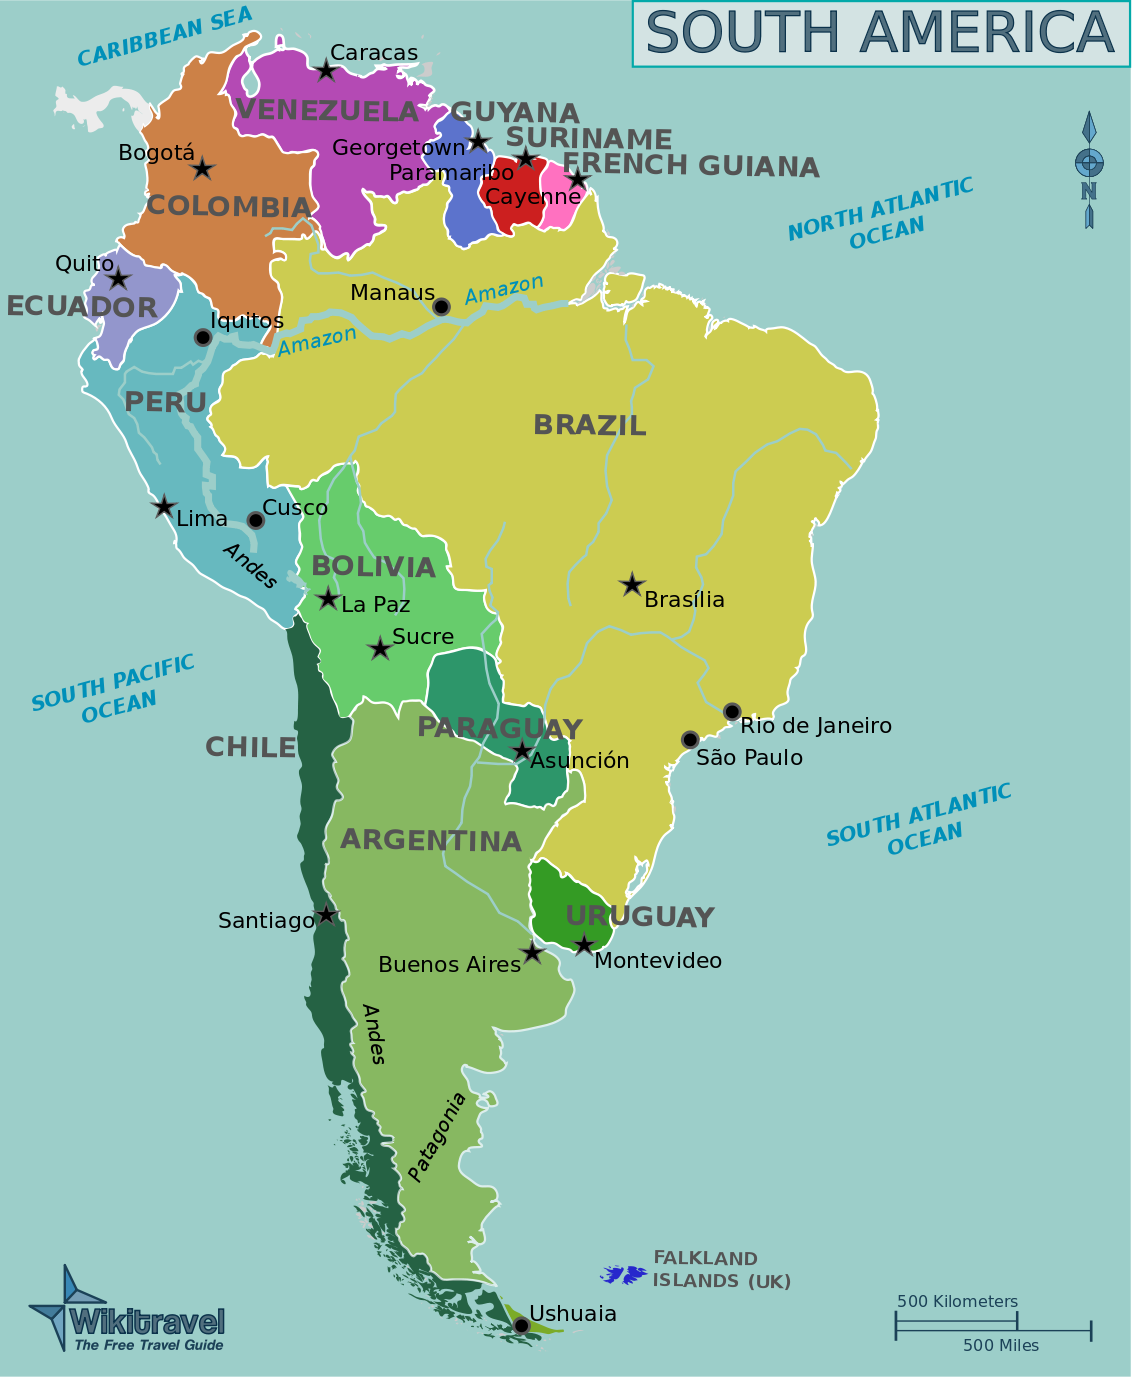 SOUTH AMERICA
CARIBBEAN SEA
Caracas
VENEZUELA
GUYANA
SURINAME
FRENCH GUIANA
Georgetown
Paramaribo
Cayenne
Bogotá
COLOMBIA
NORTH ATLANTIC
OCEAN
N
Quito
ECUADOR
Iquitos
Manaus
Amazon
Amazon
PERU
BRAZIL
Lima
Cusco
Andes
BOLIVIA
La Paz
Sucre
Brasília
SOUTH PACIFIC
OCEAN
CHILE
PARAGUAY
Asunción
Rio de Janeiro
São Paulo
SOUTH ATLANTIC
OCEAN
ARGENTINA
Santiago
URUGUAY
Buenos Aires
Montevideo
Andes
Patagonia
FALKLAND
ISLANDS (UK)
Ushuaia
Wikitravel
The Free Travel Guide
500 Kilometers
500 Miles